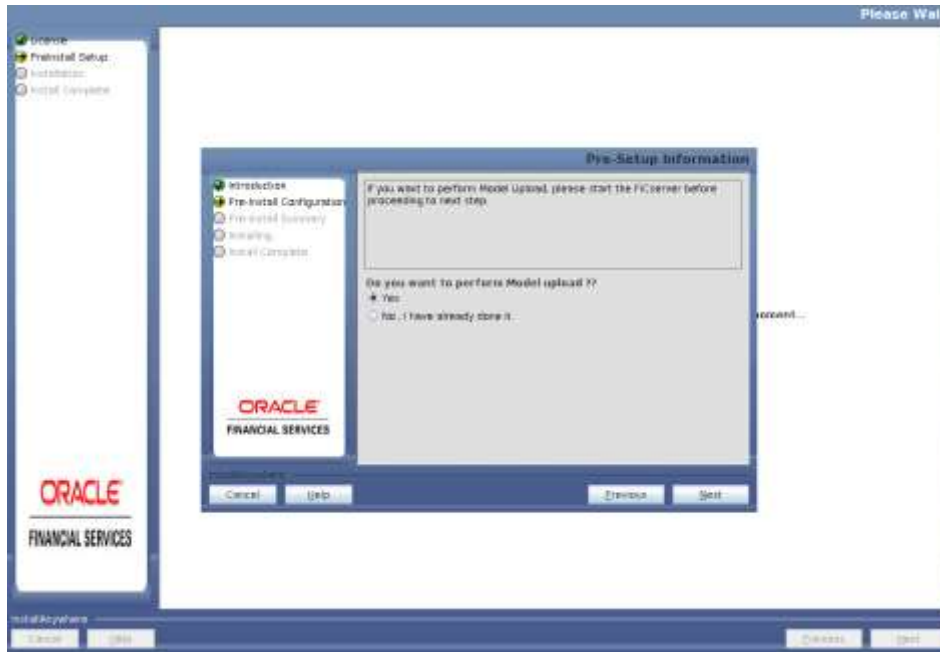 Please Wai
License
Preinstall Setup
Installation
Install Complete
Pre-Setup Information
Introduction
Pre-Install Configuration
Pre-Install Summary
Installing
Install Complete
If you want to perform Model Upload, please start the FICserver before
proceeding to next step.
Do you want to perform Model upload ??
Yes
No , I have already done it.
oment...
ORACLE
FINANCIAL SERVICES
Cancel
Help
Previous
Next
ORACLE
FINANCIAL SERVICES
InstallAnywhere
Cancel
Help
Previous
Next